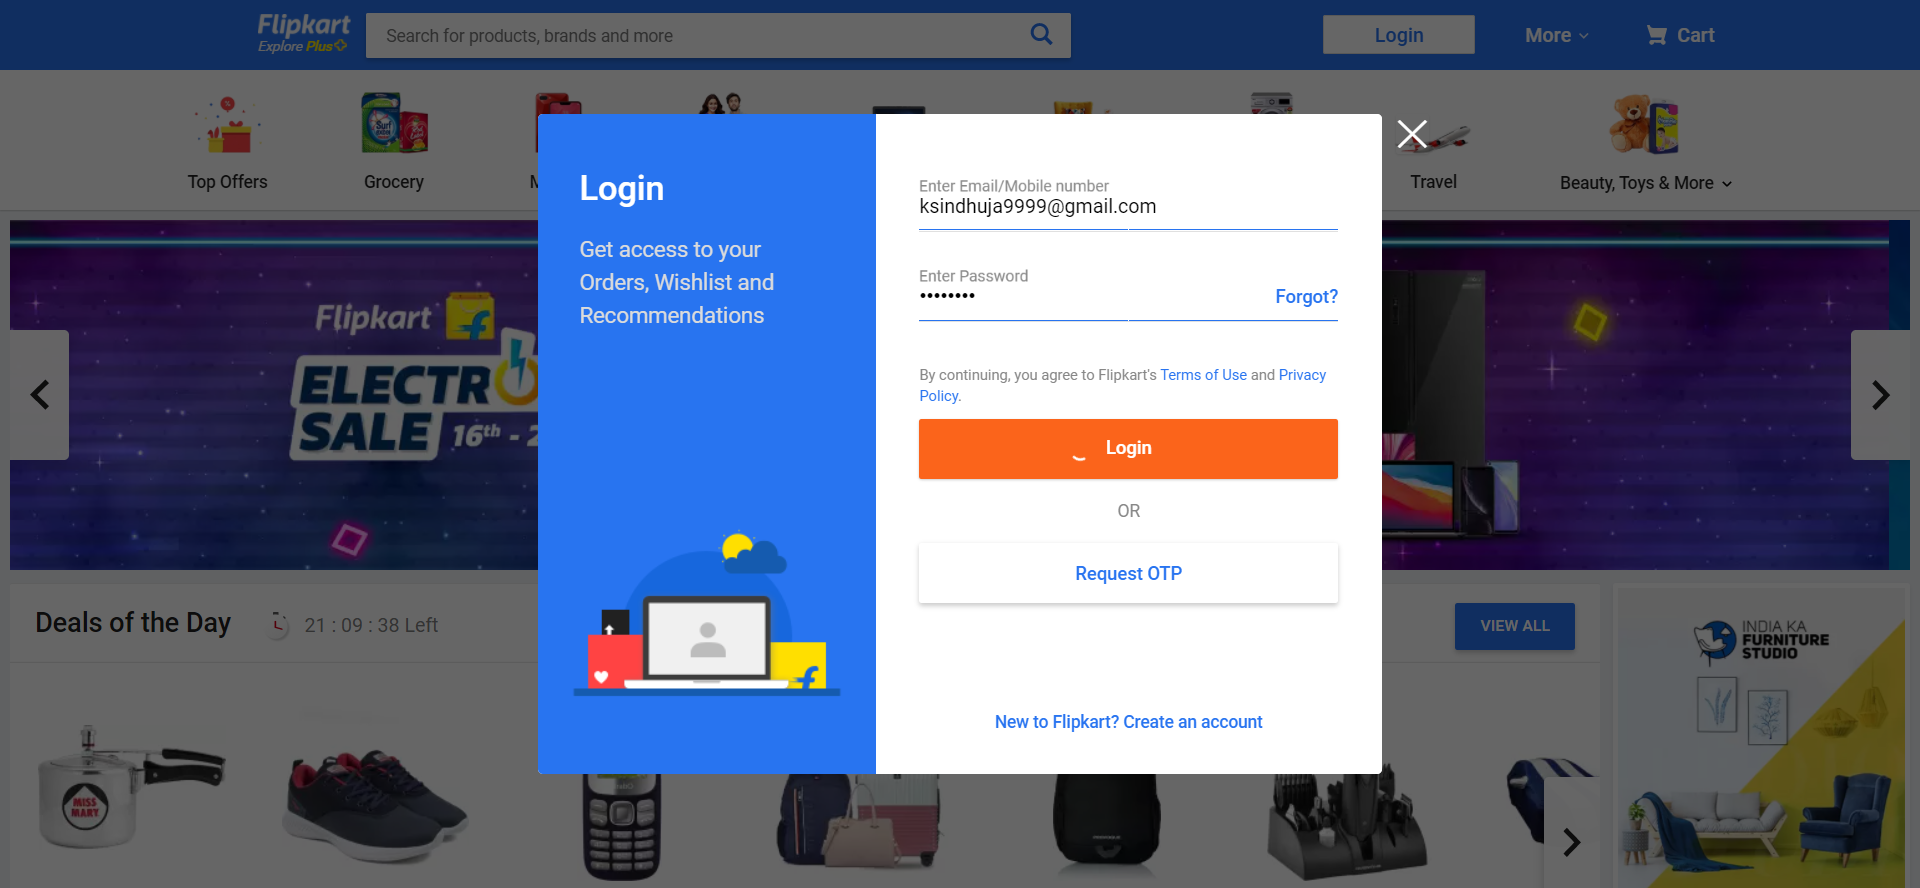 Flipkart
Explore Plus
Search for products, brands and more
Login
More
Cart
Top Offers
Grocery
Travel
Beauty, Toys & More
Login
Get access to your
Orders, Wishlist and
Recommendations
Enter Email/Mobile number
ksindhuja9999@gmail.com
Enter Password
••••••••
Forgot?
By continuing, you agree to Flipkart's Terms of Use and Privacy
Policy.
Login
OR
Request OTP
New to Flipkart? Create an account
Flipkart
ELECTR
SALE 16th - 2
Deals of the Day
21 : 09 : 38 Left
VIEW ALL
INDIA KA
FURNITURE
STUDIO
MISS
MARY